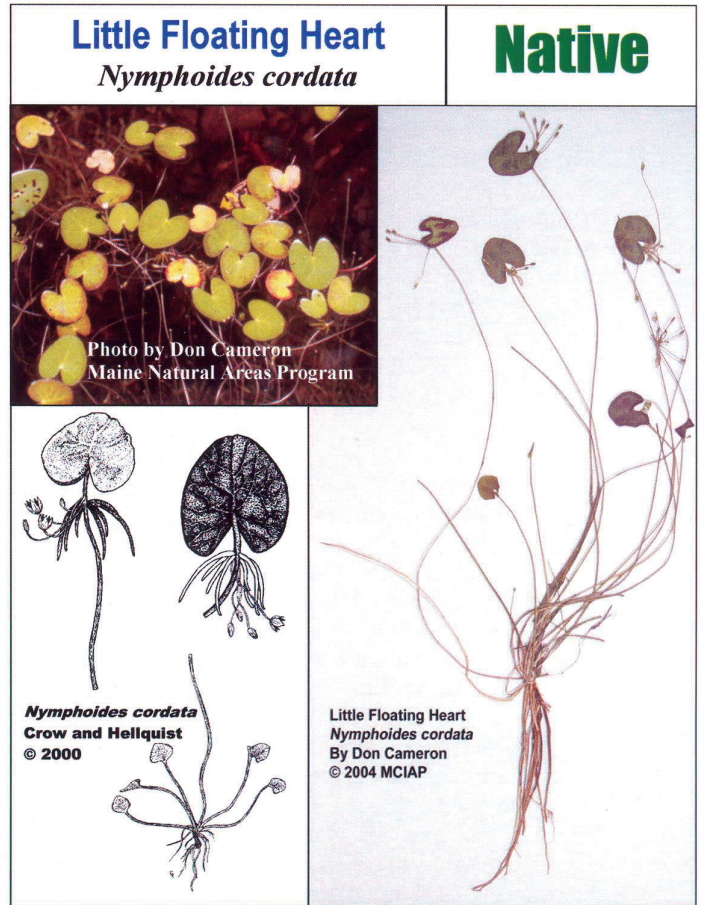 Little Floating Heart
Nymphoides cordata
Native
Photo by Don Cameron
Maine Natural Areas Program
Nymphoides cordata
Crow and Hellquist
© 2000
Little Floating Heart
Nymphoides cordata
By Don Cameron
© 2004 MCIAP